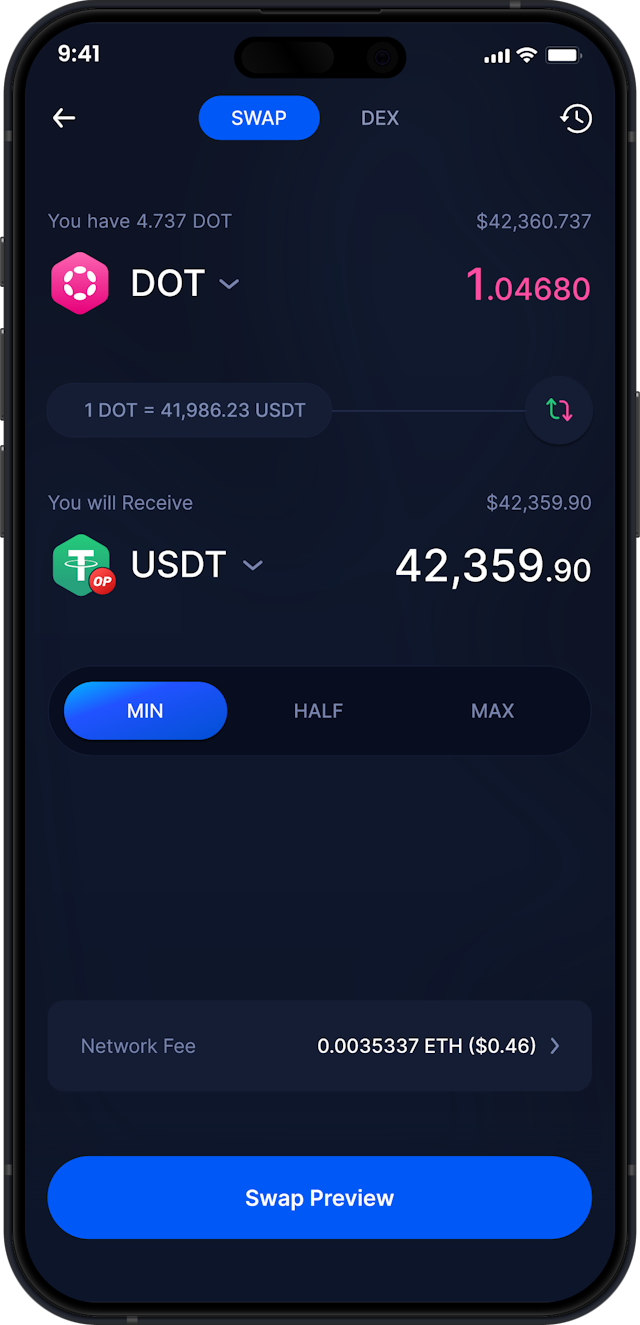 9:41
SWAP DEX
You have 4.737 DOT $42,360.737
DOT 1.04680
1 DOT = 41,986.23 USDT
You will Receive $42,359.90
USDT 42,359.90
OP
MIN HALF MAX
Network Fee 0.0035337 ETH ($0.46)
Swap Preview